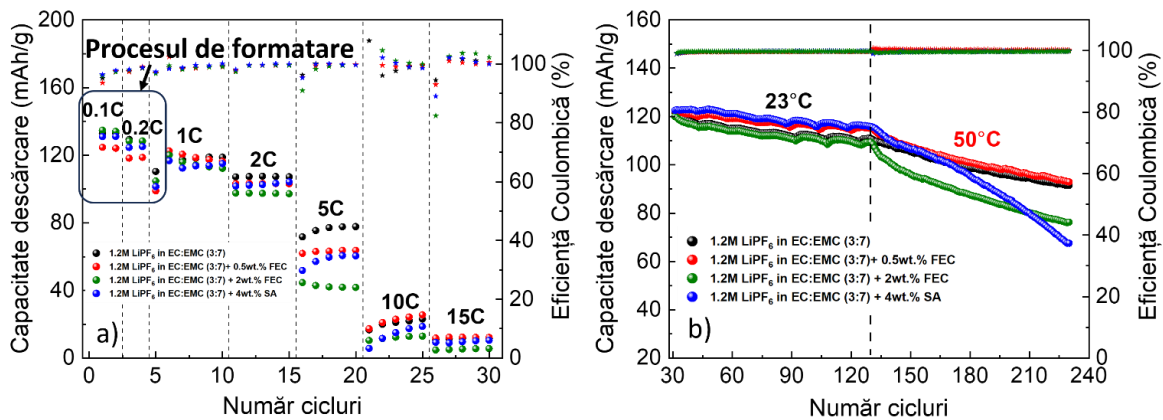 a)
Procesul de formatare
0.1C
0.2C
1C
2C
5C
10C
15C
1.2M LiPF6 in EC:EMC (3:7)
1.2M LiPF6 in EC:EMC (3:7)+ 0.5wt.% FEC
1.2M LiPF6 in EC:EMC (3:7) + 2wt.% FEC
1.2M LiPF6 in EC:EMC (3:7) + 4wt.% SA
Capacitate descărcare (mAh/g)
200
160
120
80
40
0
Eficiență Coulombică (%)
100
80
60
40
20
0
0 5 10 15 20 25 30
Număr cicluri
b)
23°C
50°C
1.2M LiPF6 in EC:EMC (3:7)
1.2M LiPF6 in EC:EMC (3:7)+ 0.5wt.% FEC
1.2M LiPF6 in EC:EMC (3:7) + 2wt.% FEC
1.2M LiPF6 in EC:EMC (3:7) + 4wt.% SA
Capacitate descărcare (mAh/g)
160
140
120
100
80
60
40
20
Eficiență Coulombică (%)
100
80
60
40
20
0
30 60 90 120 150 180 210 240
Număr cicluri